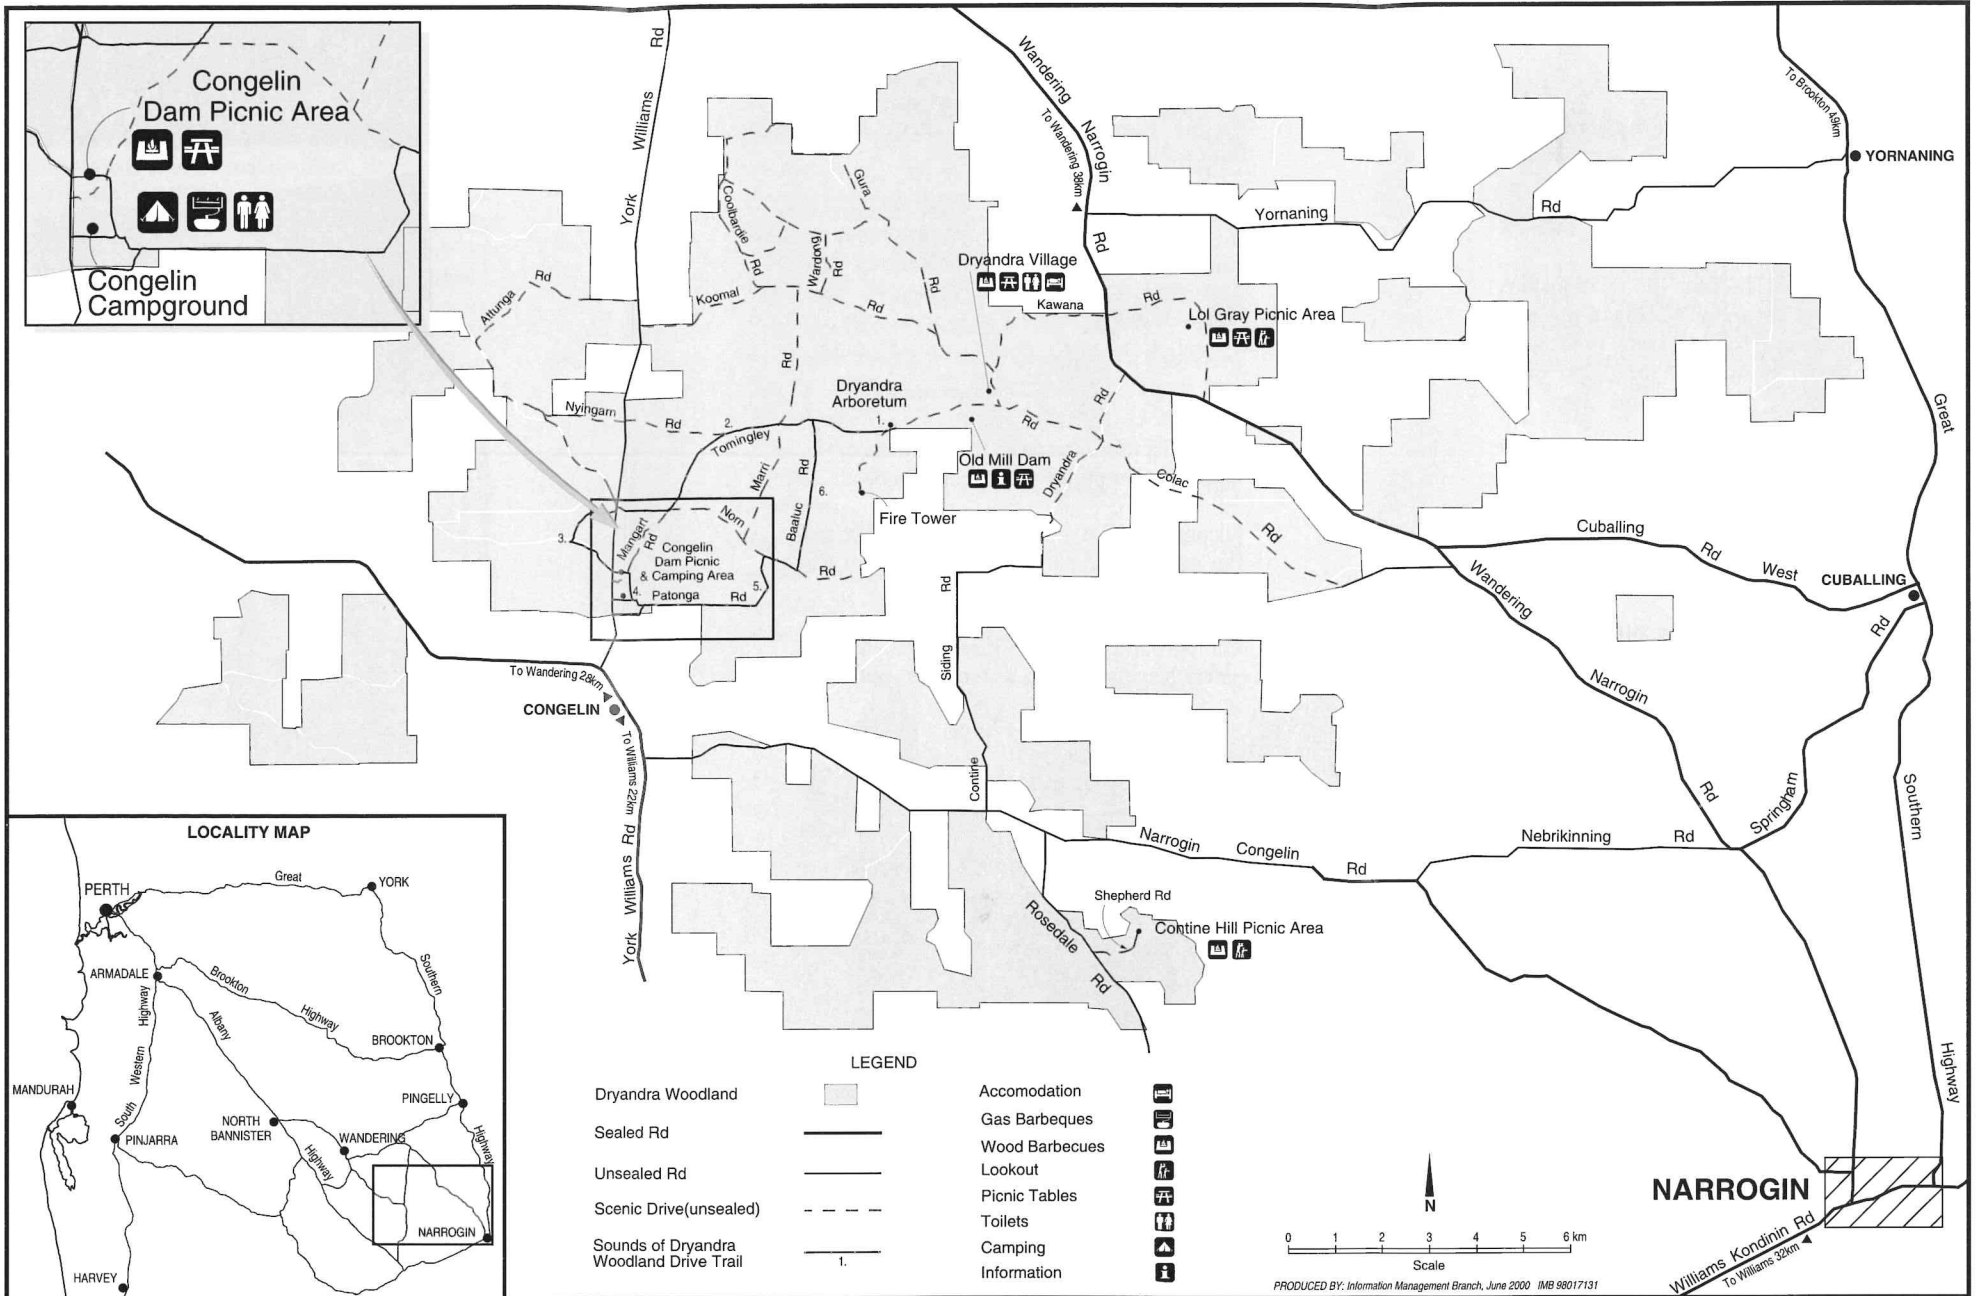 Congelin
Dam Picnic Area
Congelin
Campground
York Williams Rd
Wandering Narrogin Rd
To Wandering 38km
To Brookton 49km
YORNANING
Yornaning Rd
Great
Southern
Highway
Coolbardie Rd
Gura Rd
Wardong Rd
Rd
Koomal
Rd
Attunga Rd
Dryandra Village
Kawana Rd
Lol Gray Picnic Area
Dryandra
Arboretum
Nyingarn Rd
2.
Tomingley
1.
Rd
Rd
Old Mill Dam
Dryandra
Colac
Rd
Marri
Baaluc Rd
6.
Fire Tower
Norn
Rd
3.
Mangart
Rd
Congelin
Dam Picnic
& Camping Area
4.
Patonga Rd
5.
Cuballing Rd West
CUBALLING
Wandering
Narrogin
Rd
Springham
Rd
To Wandering 28km
CONGELIN
To Williams 22km
York Williams Rd
Contine Siding Rd
Narrogin Congelin Rd
Nebrikinning Rd
Shepherd Rd
Contine Hill Picnic Area
Rosedale
Rd
NARROGIN
Williams Kondinin Rd
To Williams 32km
LOCALITY MAP
PERTH
Great
YORK
Southern
ARMADALE
Brookton
Highway
Albany
Highway
South Western Highway
BROOKTON
MANDURAH
PINGELLY
NORTH
BANNISTER
WANDERING
PINJARRA
Highway
NARROGIN
HARVEY
LEGEND
Dryandra Woodland
Sealed Rd
Unsealed Rd
Scenic Drive(unsealed)
Sounds of Dryandra
Woodland Drive Trail
1.
Accomodation
Gas Barbeques
Wood Barbecues
Lookout
Picnic Tables
Toilets
Camping
Information
N
0 1 2 3 4 5 6 km
Scale
PRODUCED BY: Information Management Branch, June 2000 IMB 98017131